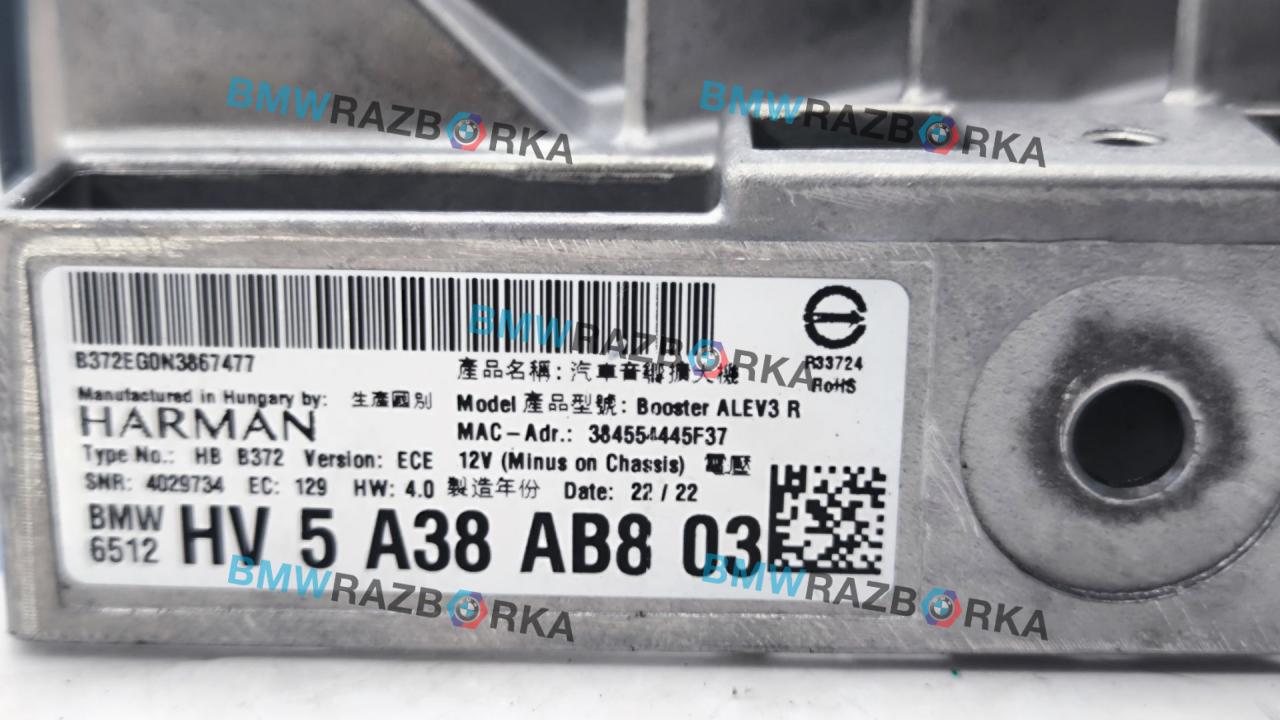 BMWRAZBORKA
BMWRAZBORKA
B372EG0N3867477
BMWRAZBORKA
R33724
RoHS
產品名稱: 汽車音響擴大機
Manufactured in Hungary by: 生產國別
HARMAN
Model 產品型號: Booster ALEV3 R
MAC-Adr.: 384554445F37
Type No.: HB B372 Version: ECE 12V (Minus on Chassis) 電壓
SNR: 4029734 EC: 129 HW: 4.0 製造年份 Date: 22/22
BMW 6512 HV 5 A38 AB8 03
BMWRAZBORKA
BMWRAZBORKA